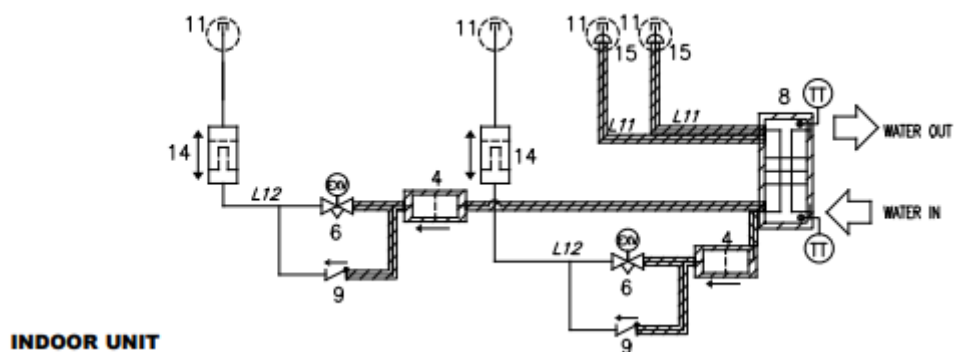 11
11
11
11
15
15
8
TT
L11
L11
WATER OUT
14
14
4
L12
EXV
WATER IN
6
EXV
4
L12
TT
9
6
9
INDOOR UNIT